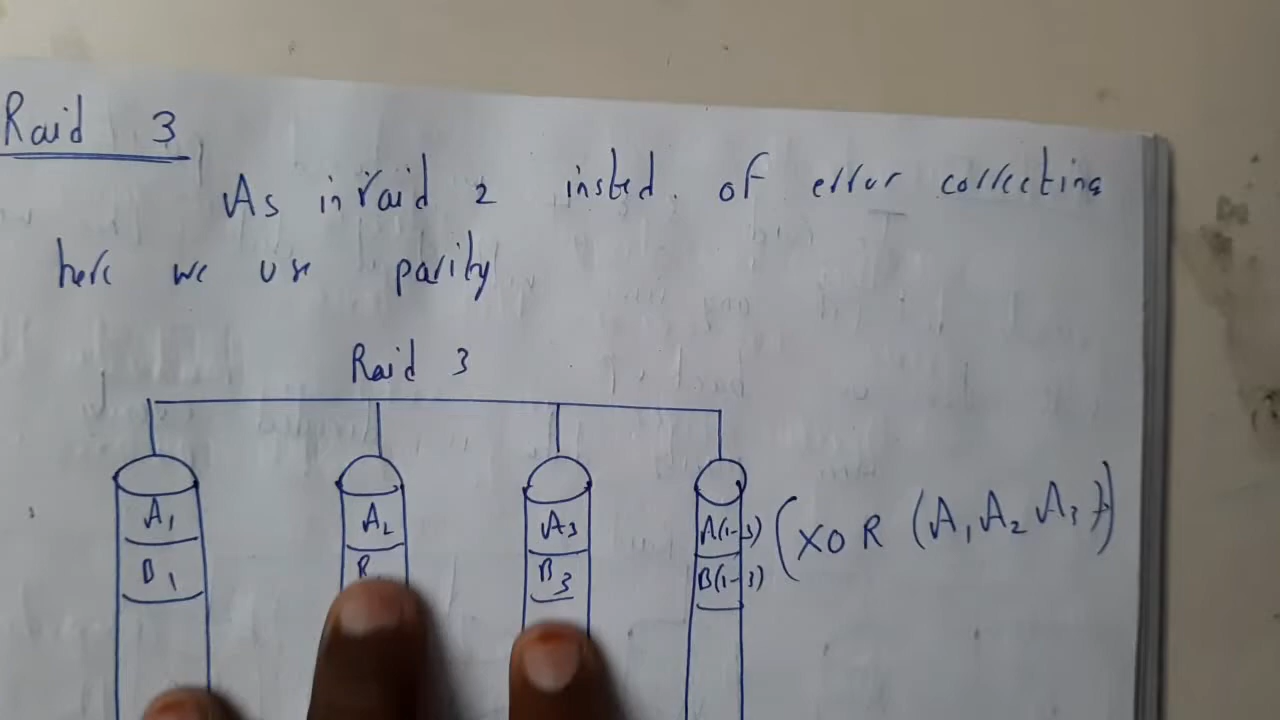 Raid 3
As in raid 2 insted. of error correcting
here we use parity
Raid 3
A1 A2 A3 A(1-3) (XOR (A1 A2 A3))
B1 B3 B(1-3)